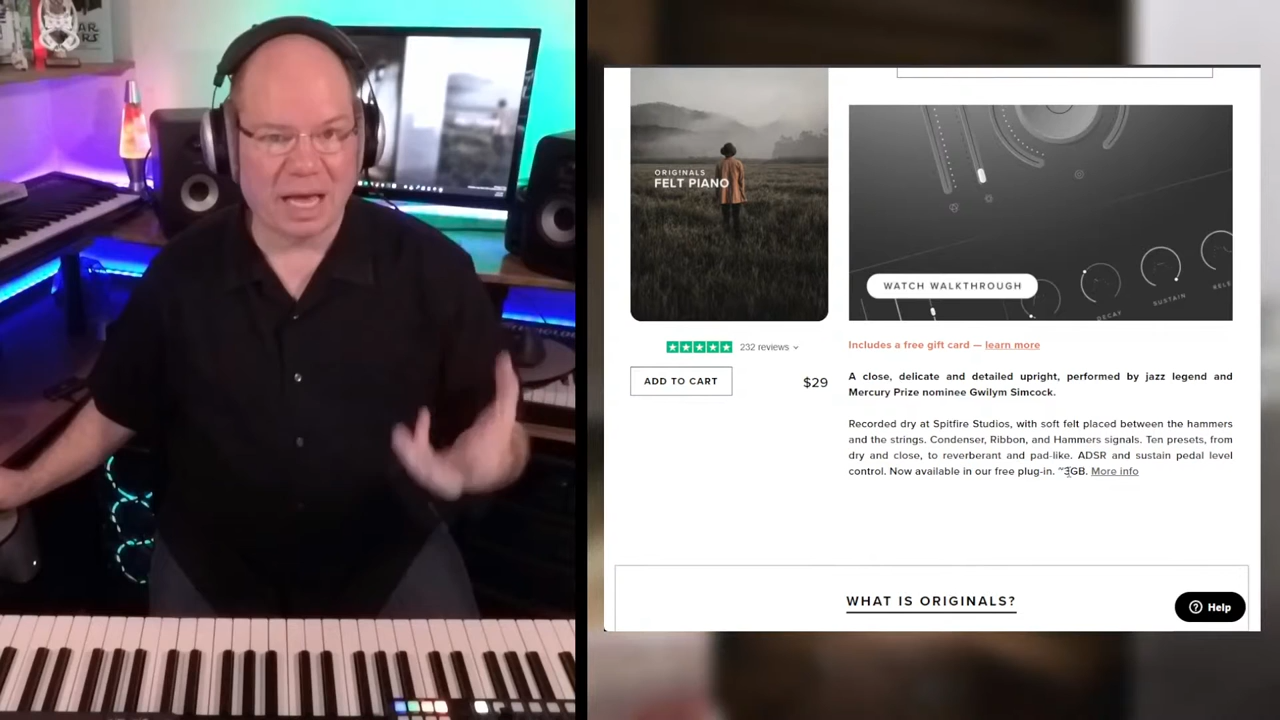 ORIGINALS
FELT PIANO
WATCH WALKTHROUGH
DECAY
SUSTAIN
232 reviews
ADD TO CART
$29
Includes a free gift card — learn more
A close, delicate and detailed upright, performed by jazz legend and
Mercury Prize nominee Gwilym Simcock.
Recorded dry at Spitfire Studios, with soft felt placed between the hammers
and the strings. Condenser, Ribbon, and Hammers signals. Ten presets, from
dry and close, to reverberant and pad-like. ADSR and sustain pedal level
control. Now available in our free plug-in. ~3GB. More info
WHAT IS ORIGINALS?
Help